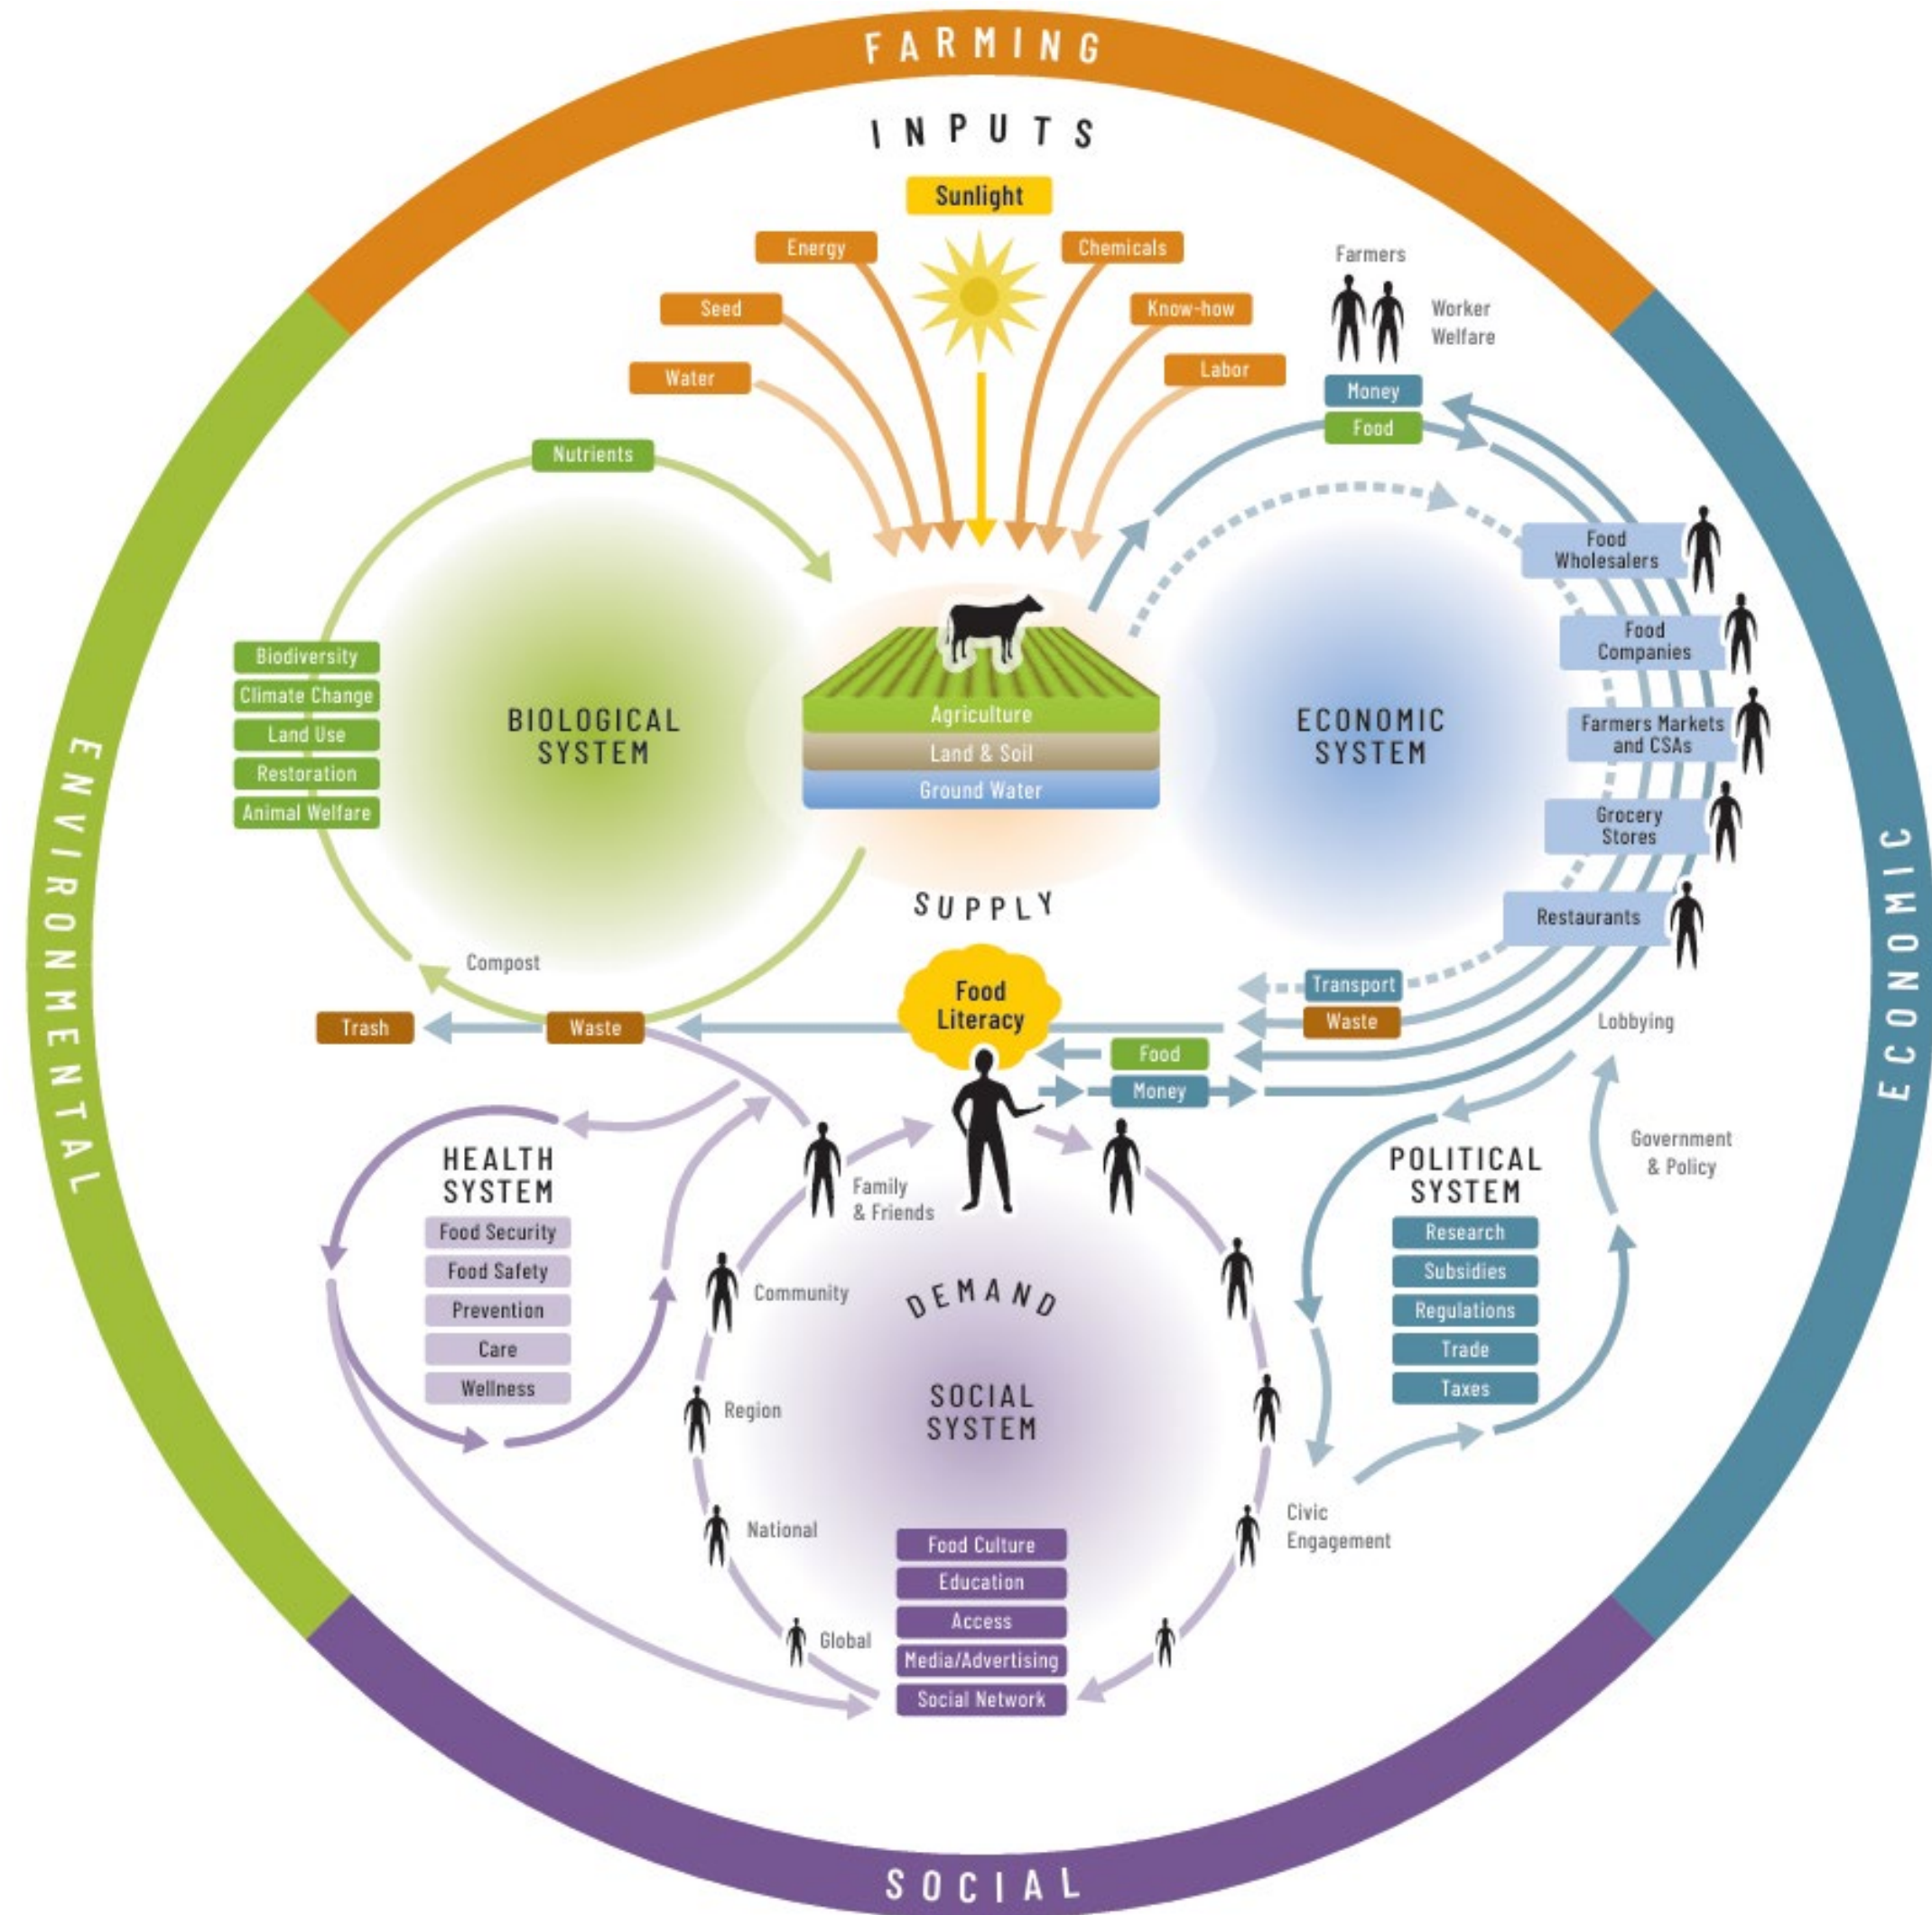 FARMING
INPUTS
Sunlight
Energy
Chemicals
Seed
Know-how
Water
Labor
Farmers
Worker
Welfare
Money
Food
Nutrients
Food
Wholesalers
Food
Companies
Farmers Markets
and CSAs
Grocery
Stores
Restaurants
Biodiversity
Climate Change
Land Use
Restoration
Animal Welfare
BIOLOGICAL
SYSTEM
Agriculture
Land & Soil
Ground Water
ECONOMIC
SYSTEM
SUPPLY
ENVIRONMENTAL
ECONOMIC
Compost
Trash
Waste
Food
Literacy
Transport
Waste
Food
Money
Lobbying
Government
& Policy
HEALTH
SYSTEM
Food Security
Food Safety
Prevention
Care
Wellness
Family
& Friends
Community
Region
National
Global
DEMAND
SOCIAL
SYSTEM
Food Culture
Education
Access
Media/Advertising
Social Network
POLITICAL
SYSTEM
Research
Subsidies
Regulations
Trade
Taxes
Civic
Engagement
SOCIAL